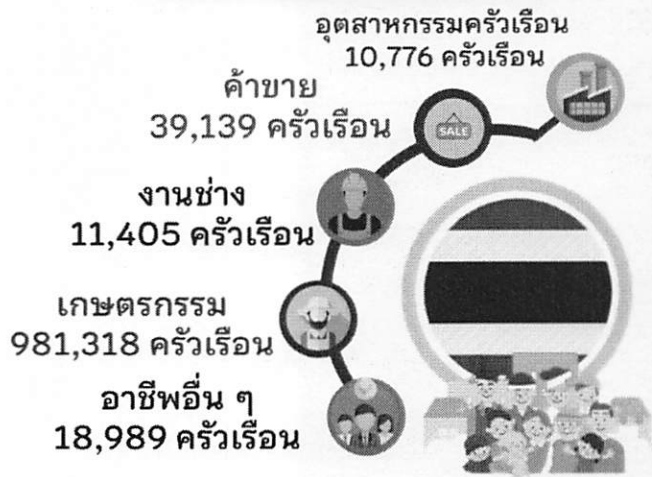 อุตสาหกรรมครัวเรือน
10,776 ครัวเรือน
ค้าขาย
39,139 ครัวเรือน
SALE
งานช่าง
11,405 ครัวเรือน
เกษตรกรรม
981,318 ครัวเรือน
อาชีพอื่น ๆ
18,989 ครัวเรือน